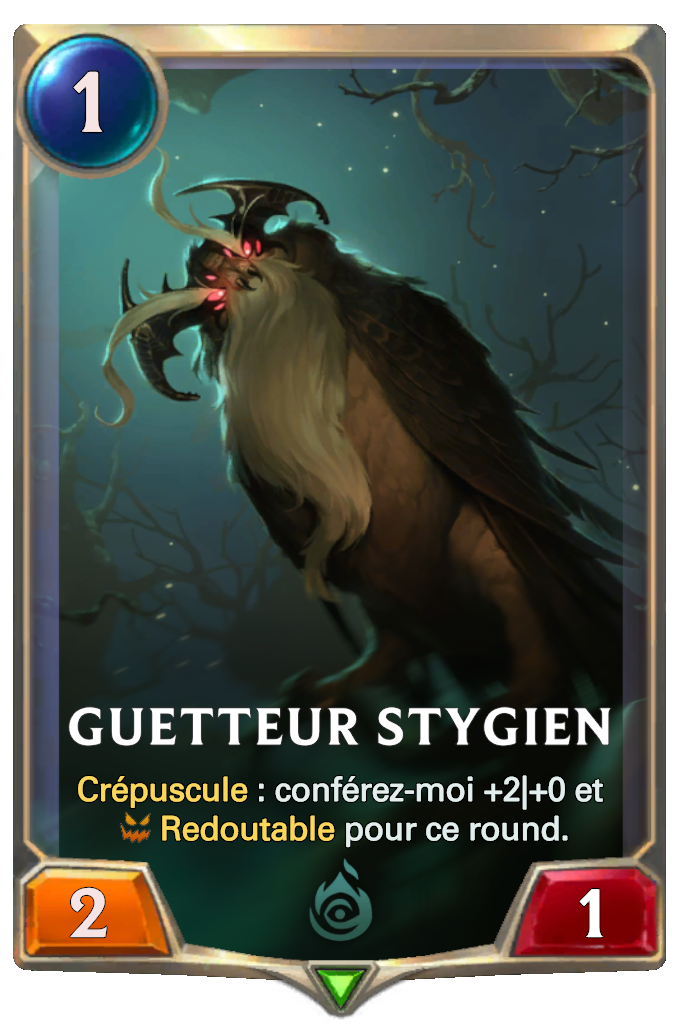 1
GUETTEUR STYGIEN
Crépuscule : conférez-moi +2|+0 et
Redoutable pour ce round.
2
1